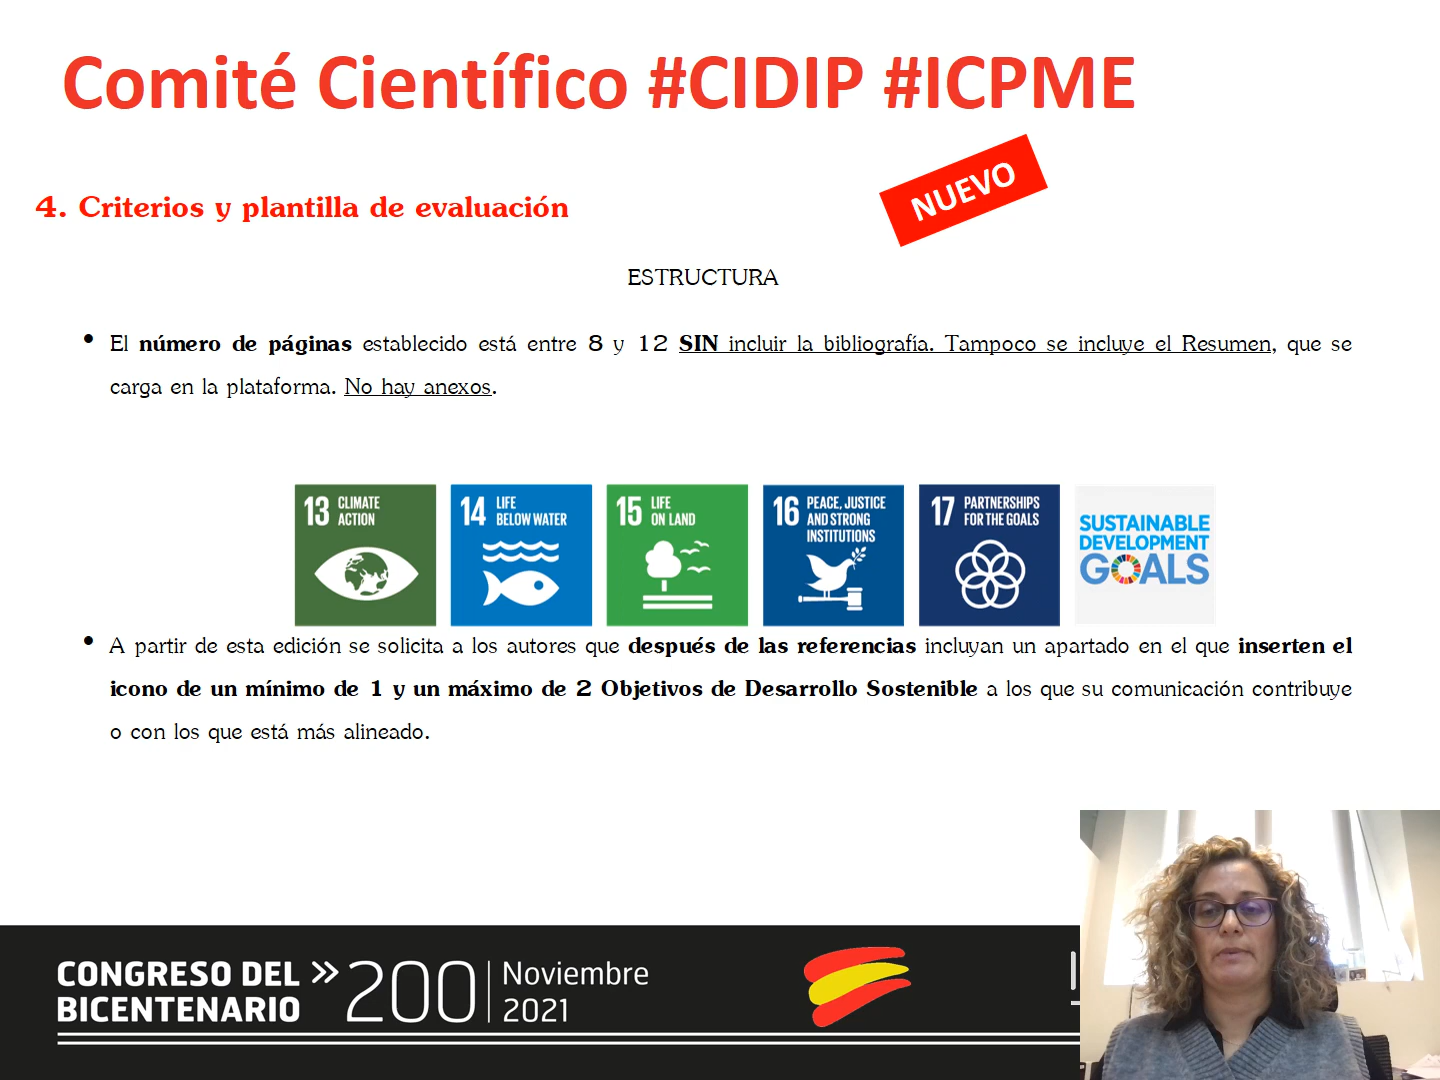 Comité Científico #CIDIP #ICPME
NUEVO
4. Criterios y plantilla de evaluación
ESTRUCTURA
• El número de páginas establecido está entre 8 y 12 SIN incluir la bibliografía. Tampoco se incluye el Resumen, que se
carga en la plataforma. No hay anexos.
13 CLIMATE
ACTION
14 LIFE
BELOW WATER
15 LIFE
ON LAND
16 PEACE, JUSTICE
AND STRONG
INSTITUTIONS
17 PARTNERSHIPS
FOR THE GOALS
SUSTAINABLE
DEVELOPMENT
GOALS
• A partir de esta edición se solicita a los autores que después de las referencias incluyan un apartado en el que inserten el
icono de un mínimo de 1 y un máximo de 2 Objetivos de Desarrollo Sostenible a los que su comunicación contribuye
o con los que está más alineado.
CONGRESO DEL
BICENTENARIO
» 200
Noviembre
2021